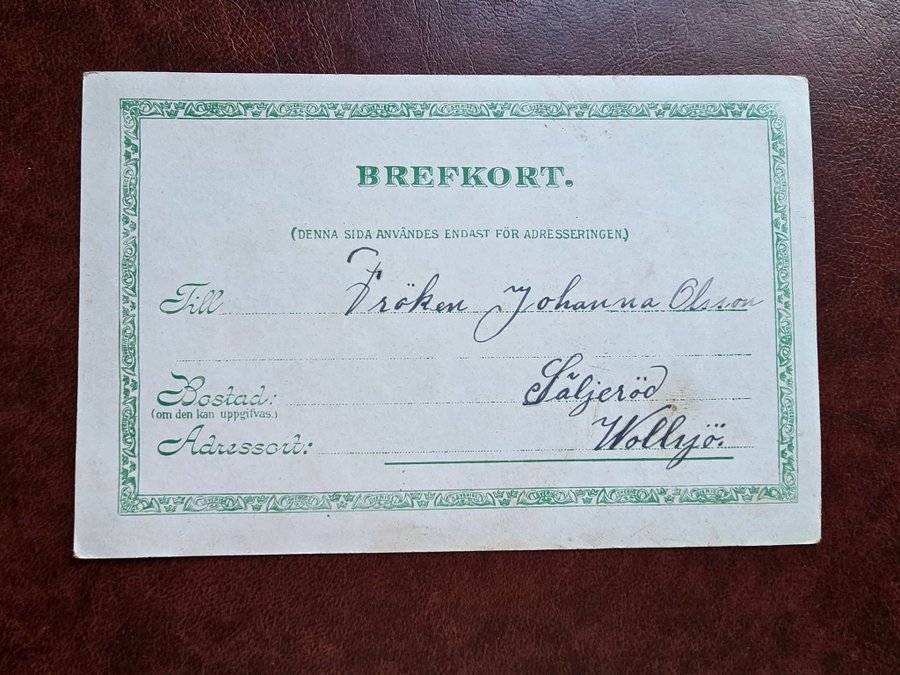 BREFKORT.
(DENNA SIDA ANVÄNDES ENDAST FÖR ADRESSERINGEN.)
Till Fröken Johanna Olsson
Bostad: Säljeröd
(om den kan uppgifvas.)
Adressort: Wollsjö.